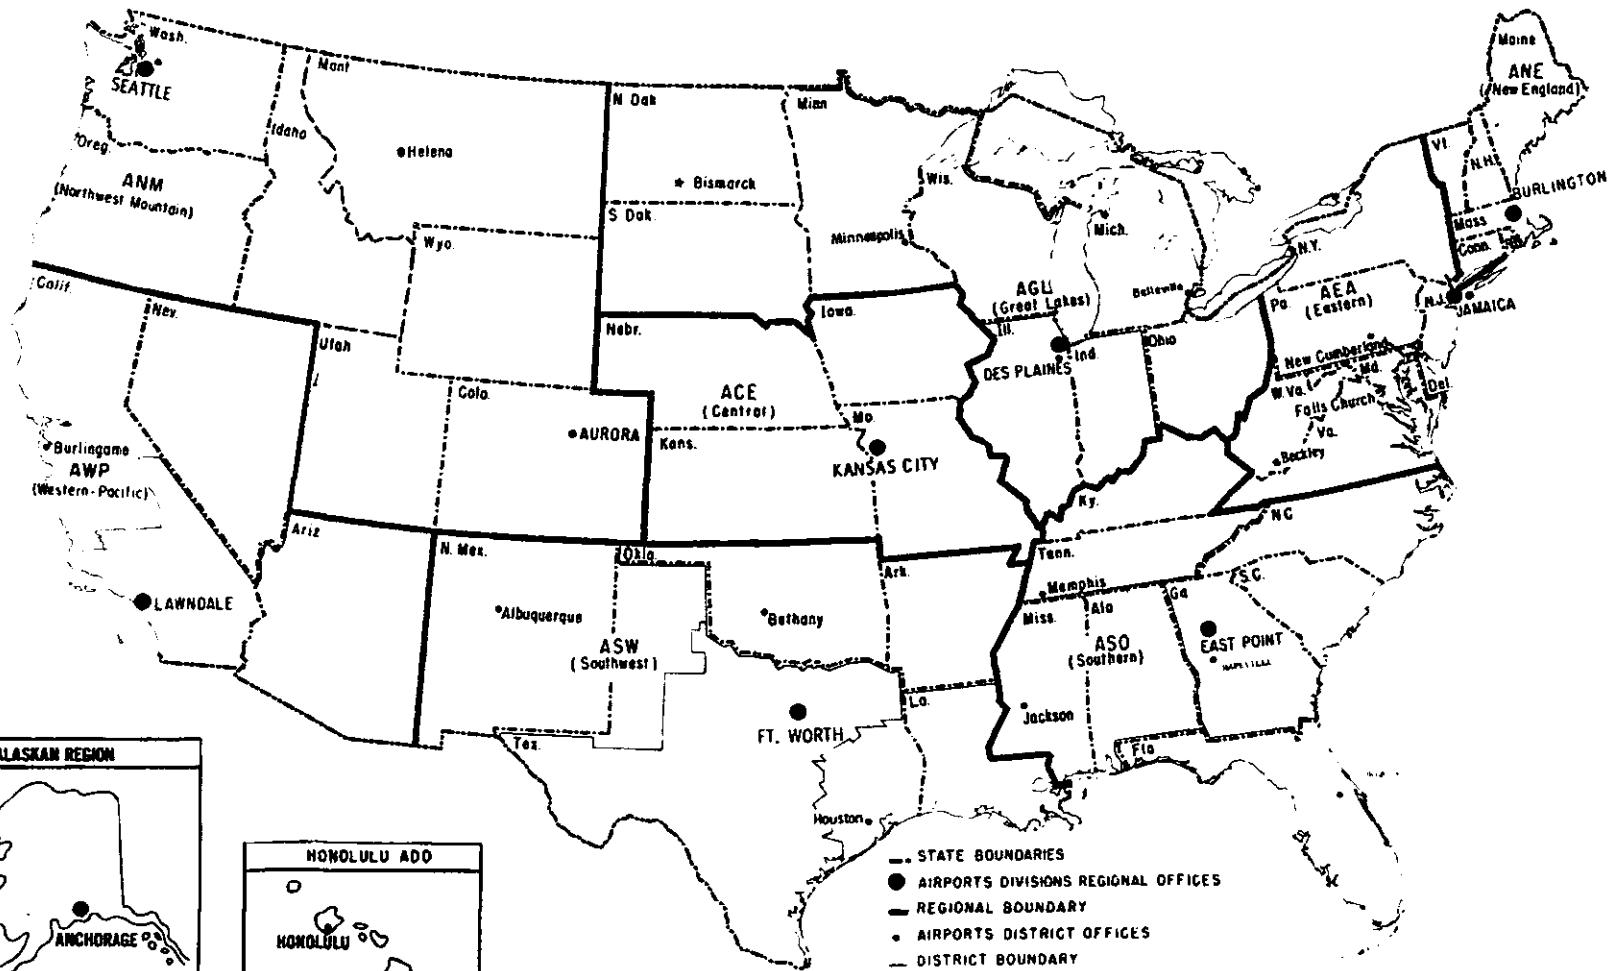 Wash.
SEATTLE
Mont
Idaho
Oreg.
Helena
ANM
(Northwest Mountain)
Wyo.
N Dak
Bismarck
S Dak.
Minn
Minneapolis
Wis.
Mich.
AGL
(Great Lakes)
Belleville
Maine
ANE
(New England)
Vt.
N.H.
BURLINGTON
Mass
Conn.
R.I.
N.Y.
Pa.
AEA
(Eastern)
N.J.
JAMAICA
New Cumberland
Md.
Del.
W.Va.
Falls Church
Va.
Beckley
Calif.
Nev.
Utah
Colo.
AURORA
Burlingame
AWP
(Western-Pacific)
LAWNDALE
Ariz
Nebr.
Iowa.
ACE
(Central)
Kans.
Mo.
KANSAS CITY
Ill.
Ind.
Ohio
DES PLAINES
Ky.
N. Mex.
Okla.
Albuquerque
ASW
(Southwest)
Bethany
Ark.
FT. WORTH
Tex.
La.
Houston
Tenn.
Memphis
Miss.
Ala
Ga
N C
S.C.
ASO
(Southern)
EAST POINT
HAPEVILLE
Jackson
Fla
ALASKAN REGION
ANCHORAGE
HONOLULU ADO
HONOLULU
STATE BOUNDARIES
AIRPORTS DIVISIONS REGIONAL OFFICES
REGIONAL BOUNDARY
AIRPORTS DISTRICT OFFICES
DISTRICT BOUNDARY